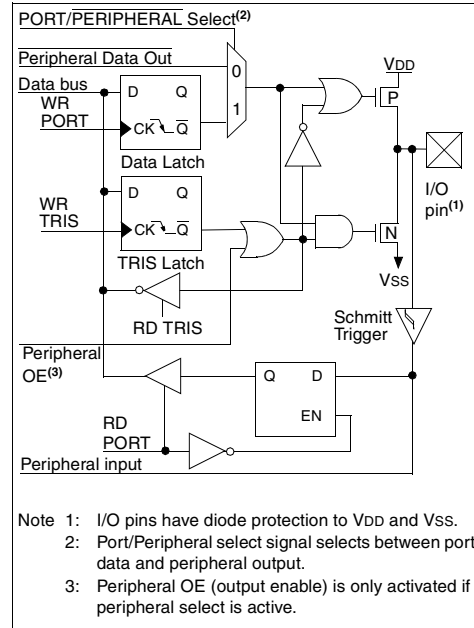 PORT/PERIPHERAL Select(2)
Peripheral Data Out
Data bus
WR
PORT
D Q
CK Q
Data Latch
0
1
VDD
P
I/O
pin(1)
WR
TRIS
D Q
CK Q
TRIS Latch
N
VSS
RD TRIS
Schmitt
Trigger
Peripheral
OE(3)
Q D
EN
RD
PORT
Peripheral input
Note 1: I/O pins have diode protection to VDD and VSS.
2: Port/Peripheral select signal selects between port
data and peripheral output.
3: Peripheral OE (output enable) is only activated if
peripheral select is active.